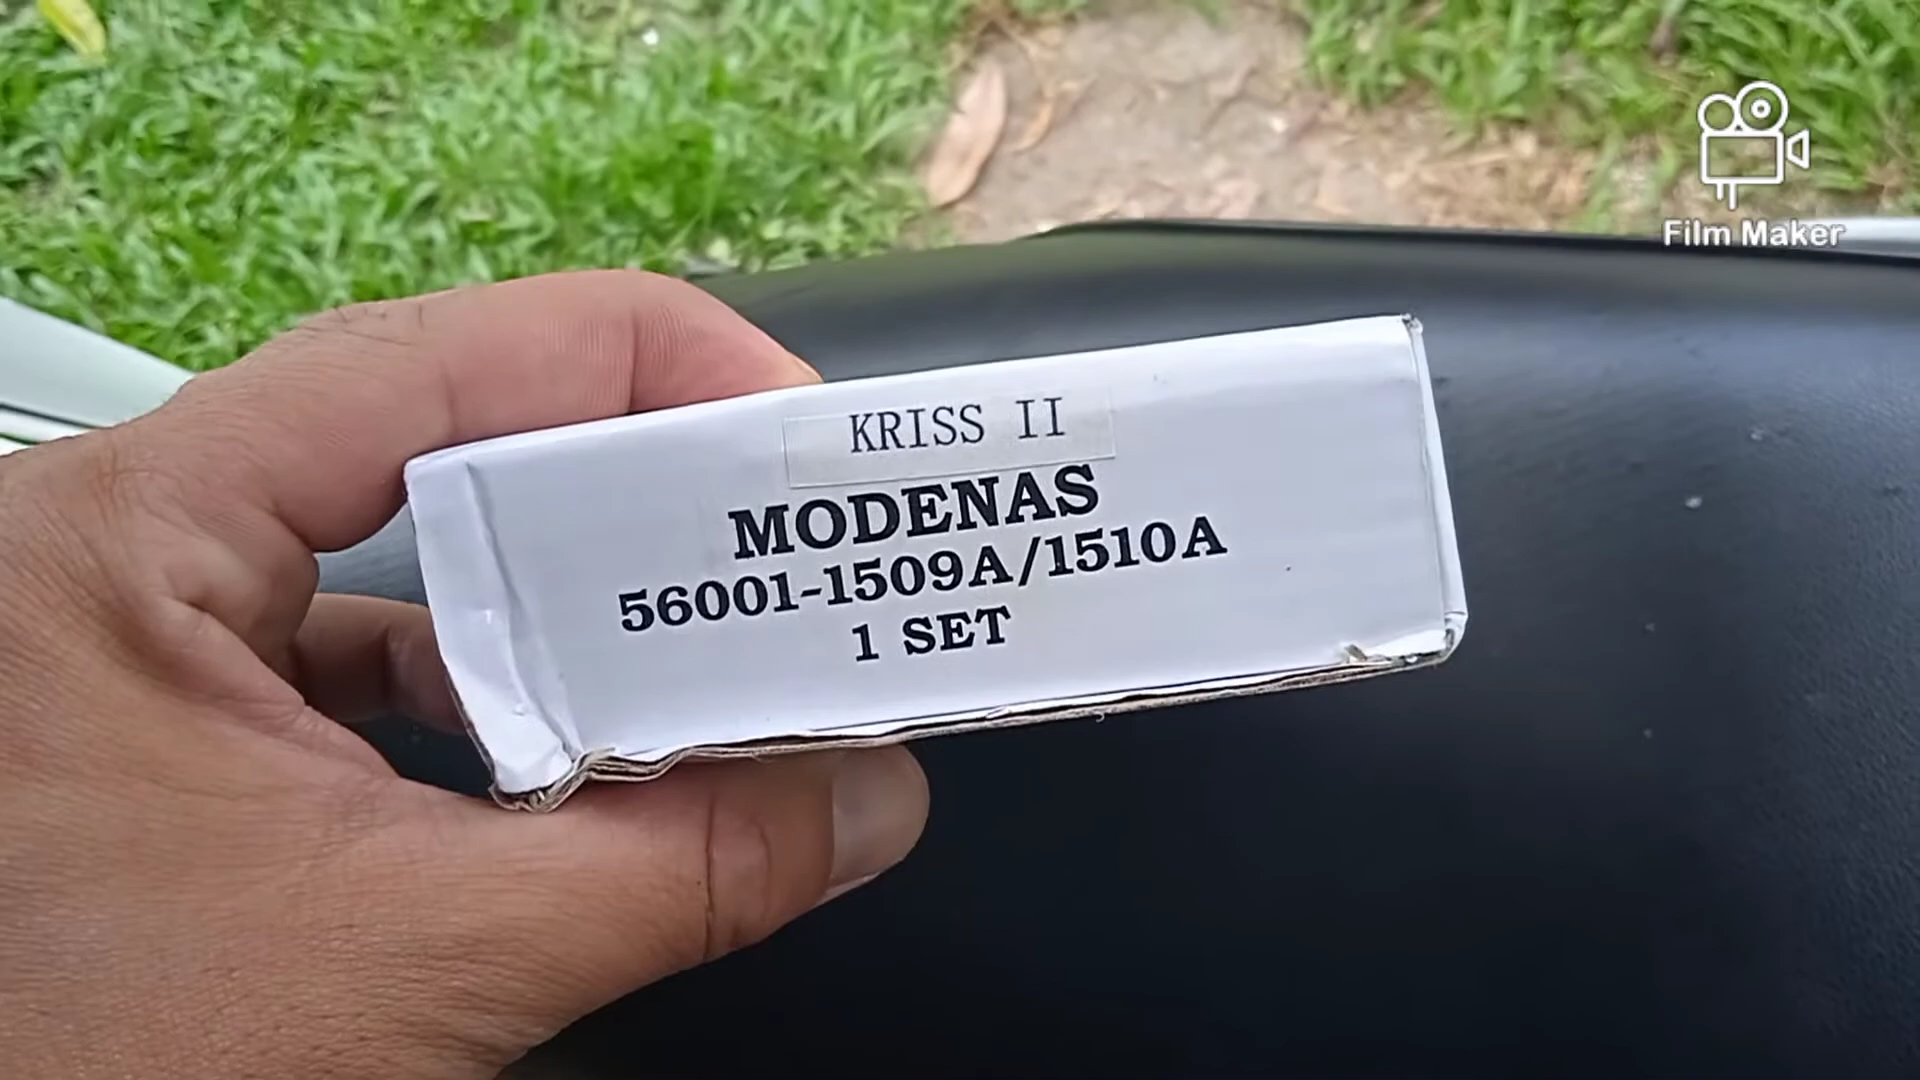 Film Maker
KRISS II
MODENAS
56001-1509A/1510A
1 SET